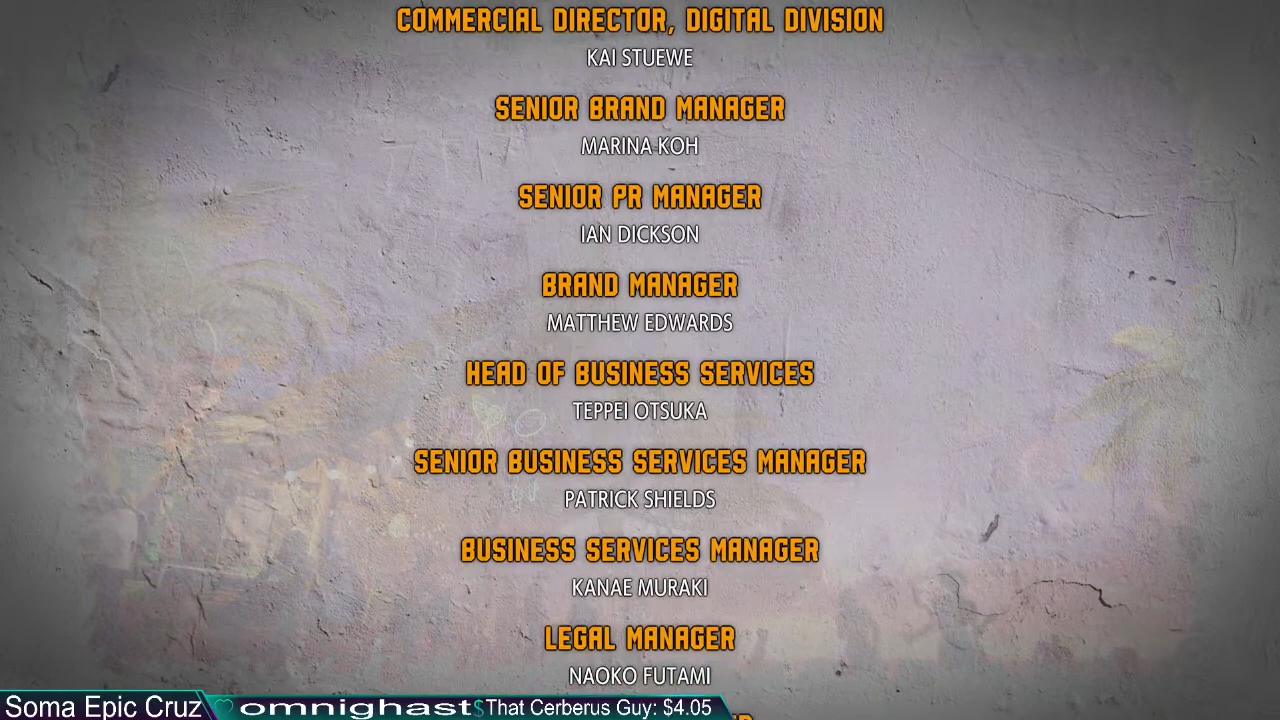 COMMERCIAL DIRECTOR, DIGITAL DIVISION
KAI STUEWE
SENIOR BRAND MANAGER
MARINA KOH
SENIOR PR MANAGER
IAN DICKSON
BRAND MANAGER
MATTHEW EDWARDS
HEAD OF BUSINESS SERVICES
TEPPEI OTSUKA
SENIOR BUSINESS SERVICES MANAGER
PATRICK SHIELDS
BUSINESS SERVICES MANAGER
KANAE MURAKI
LEGAL MANAGER
NAOKO FUTAMI
Soma Epic Cruz omnighast $That Cerberus Guy: $4.05